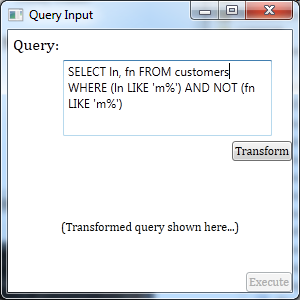 Query Input
Query:
SELECT ln, fn FROM customers
WHERE (ln LIKE 'm%') AND NOT (fn
LIKE 'm%')
Transform
(Transformed query shown here...)
Execute